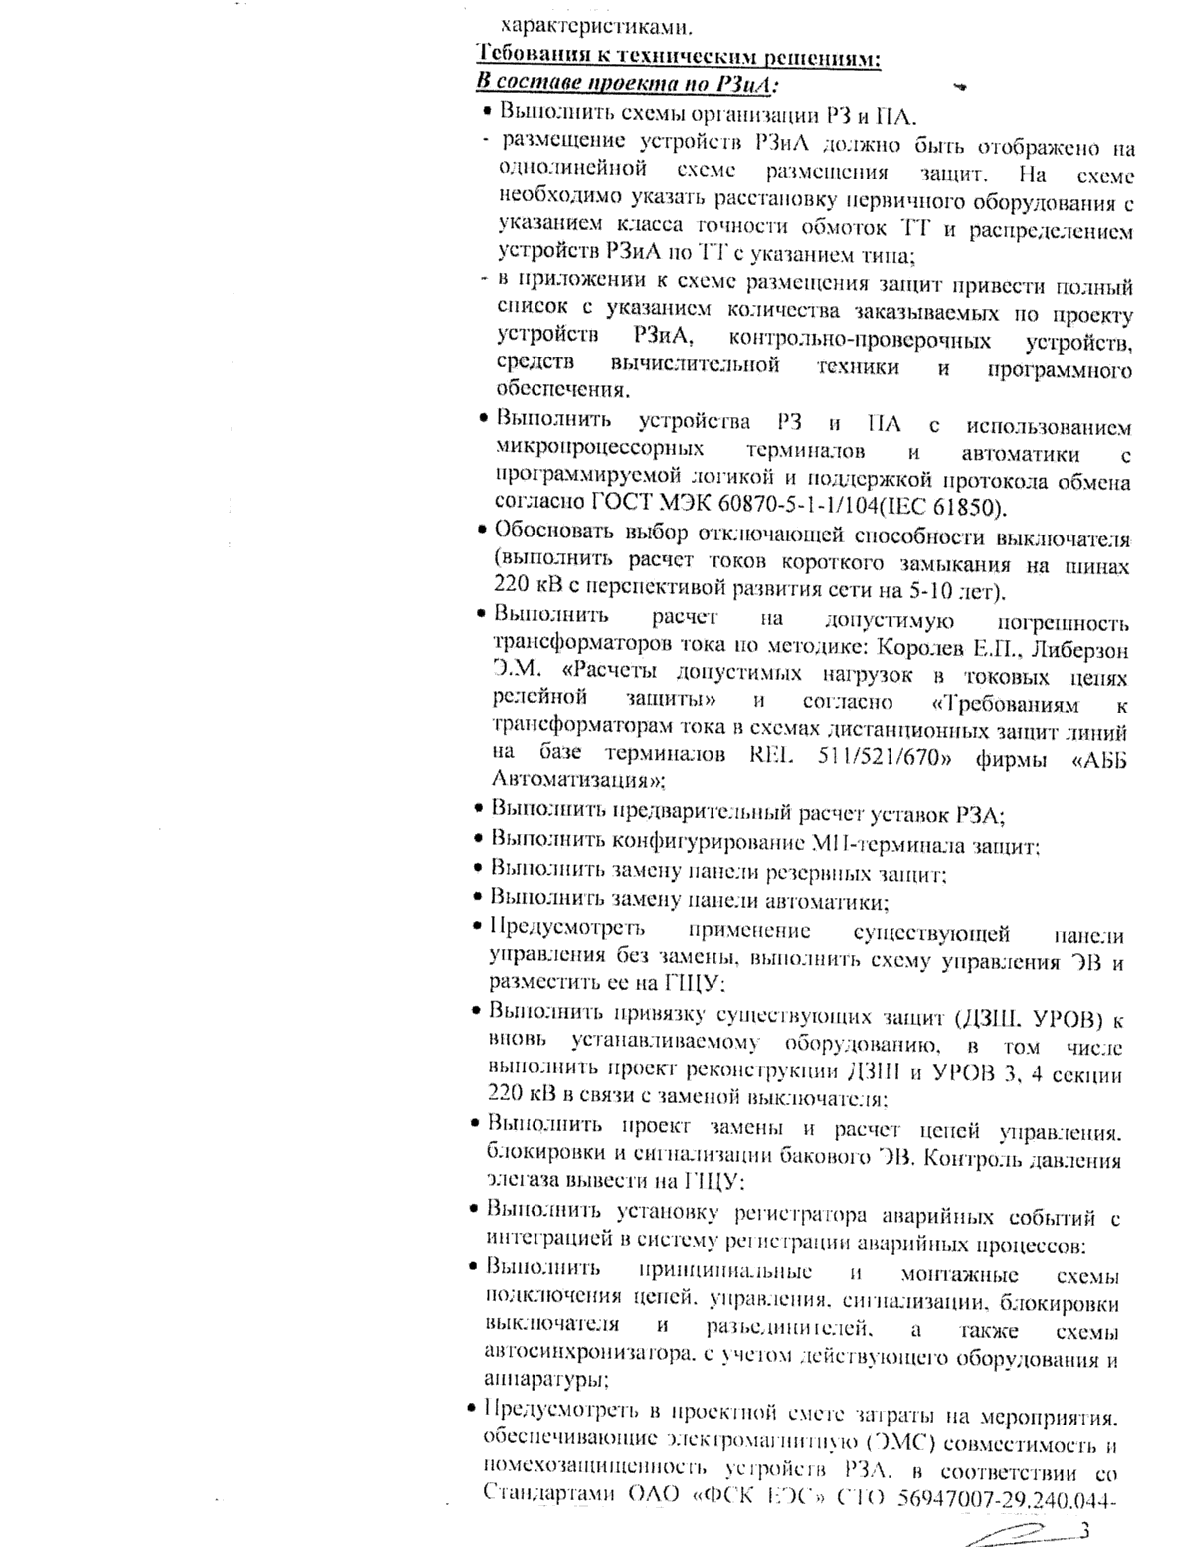 характеристиками.
Тебования к техническим решениям:
В составе проекта по РЗиА:
• Выполнить схемы организации РЗ и ПА.
- размещение устройств РЗиА должно быть отображено на
однолинейной схеме размещения защит. На схеме
необходимо указать расстановку первичного оборудования с
указанием класса точности обмоток ТТ и распределением
устройств РЗиА по ТТ с указанием типа;
- в приложении к схеме размещения защит привести полный
список с указанием количества заказываемых по проекту
устройств РЗиА, контрольно-проверочных устройств,
средств вычислительной техники и программного
обеспечения.
• Выполнить устройства РЗ и ПА с использованием
микропроцессорных терминалов и автоматики с
программируемой логикой и поддержкой протокола обмена
согласно ГОСТ МЭК 60870-5-1-1/104(IEC 61850).
• Обосновать выбор отключающей способности выключателя
(выполнить расчет токов короткого замыкания на шинах
220 кВ с перспективой развития сети на 5-10 лет).
• Выполнить расчет на допустимую погрешность
трансформаторов тока по методике: Королев Е.П., Либерзон
Э.М. «Расчеты допустимых нагрузок в токовых цепях
релейной защиты» и согласно «Требованиям к
трансформаторам тока в схемах дистанционных защит линий
на базе терминалов REL 511/521/670» фирмы «АББ
Автоматизация»;
• Выполнить предварительный расчет уставок РЗА;
• Выполнить конфигурирование МП-терминала защит;
• Выполнить замену панели резервных защит;
• Выполнить замену панели автоматики;
• Предусмотреть применение существующей панели
управления без замены, выполнить схему управления ЭВ и
разместить ее на ГЩУ;
• Выполнить привязку существующих защит (ДЗШ, УРОВ) к
вновь устанавливаемому оборудованию, в том числе
выполнить проект реконструкции ДЗШ и УРОВ 3, 4 секции
220 кВ в связи с заменой выключателя;
• Выполнить проект замены и расчет цепей управления,
блокировки и сигнализации бакового ЭВ. Контроль давления
элегаза вывести на ГЩУ;
• Выполнить установку регистратора аварийных событий с
интеграцией в систему регистрации аварийных процессов;
• Выполнить принципиальные и монтажные схемы
подключения цепей, управления, сигнализации, блокировки
выключателя и разъединителей, а также схемы
автосинхронизатора, с учетом действующего оборудования и
аппаратуры;
• Предусмотреть в проектной смете затраты на мероприятия,
обеспечивающие электромагнитную (ЭМС) совместимость и
помехозащищенность устройств РЗА, в соответствии со
Стандартами ОАО «ФСК ЕЭС» СТО 56947007-29.240.044-
3